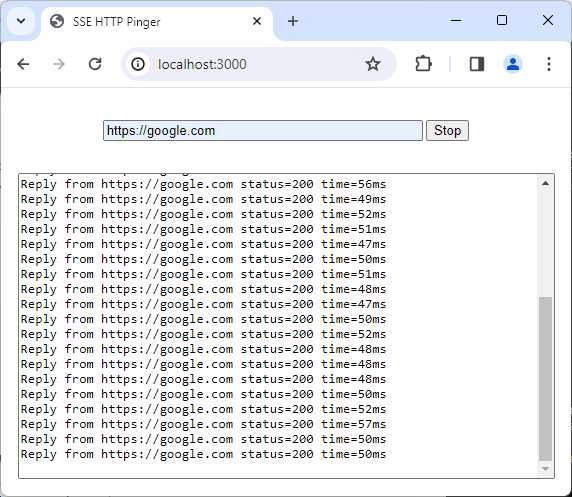 SSE HTTP Pinger
localhost:3000
https://google.com
Stop
Reply from https://google.com status=200 time=56ms
Reply from https://google.com status=200 time=49ms
Reply from https://google.com status=200 time=52ms
Reply from https://google.com status=200 time=51ms
Reply from https://google.com status=200 time=47ms
Reply from https://google.com status=200 time=50ms
Reply from https://google.com status=200 time=51ms
Reply from https://google.com status=200 time=48ms
Reply from https://google.com status=200 time=47ms
Reply from https://google.com status=200 time=50ms
Reply from https://google.com status=200 time=52ms
Reply from https://google.com status=200 time=48ms
Reply from https://google.com status=200 time=48ms
Reply from https://google.com status=200 time=48ms
Reply from https://google.com status=200 time=50ms
Reply from https://google.com status=200 time=52ms
Reply from https://google.com status=200 time=57ms
Reply from https://google.com status=200 time=50ms
Reply from https://google.com status=200 time=50ms